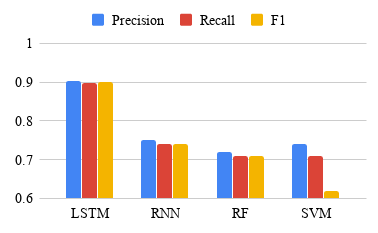 Precision Recall F1
1
0.9
0.8
0.7
0.6
LSTM RNN RF SVM